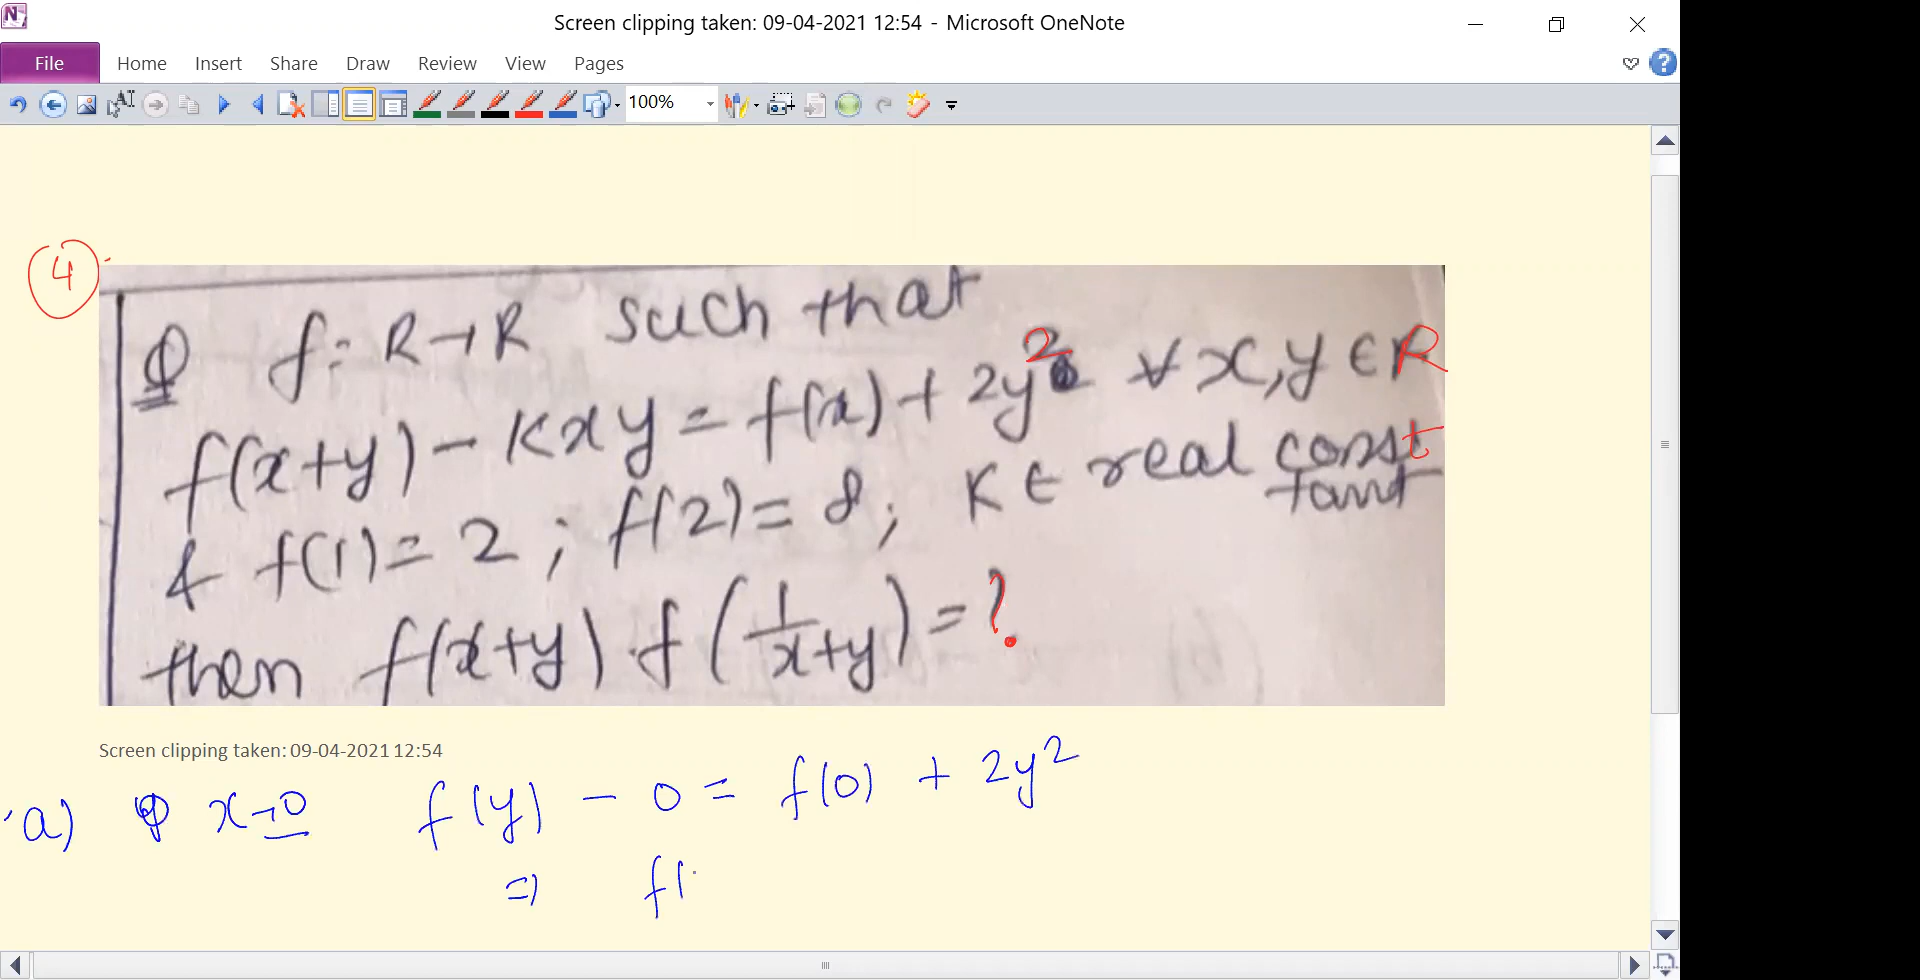 Screen clipping taken: 09-04-2021 12:54 - Microsoft OneNote
File Home Insert Share Draw Review View Pages
100%
4
Q f: R→R such that
f(x+y) - Kxy = f(x) + 2y² ∀ x, y ∈ R
& f(1) = 2 ; f(2) = 8 ; K ∈ real constant
then f(x+y) . f(1/x+y) = ?
Screen clipping taken: 09-04-2021 12:54
a) x→0 f(y) - 0 = f(0) + 2y²
⇒ f(